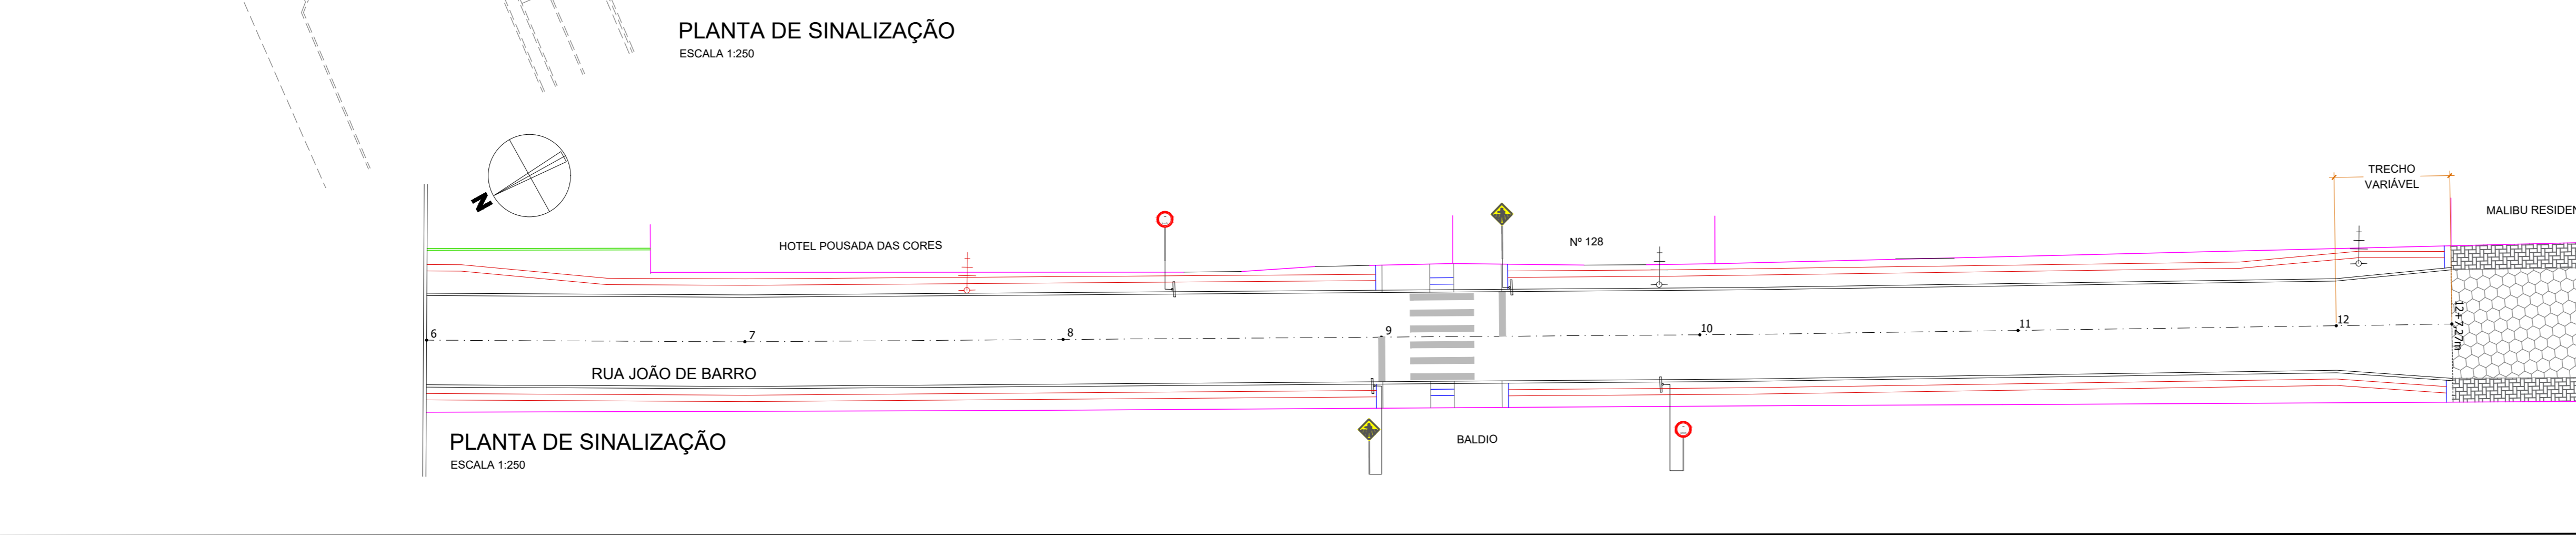 PLANTA DE SINALIZAÇÃO
ESCALA 1:250
N
TRECHO
VARIÁVEL
MALIBU RESIDEN
HOTEL POUSADA DAS CORES
Nº 128
6
7
8
9
10
11
12
12+7,27m
RUA JOÃO DE BARRO
PLANTA DE SINALIZAÇÃO
ESCALA 1:250
BALDIO